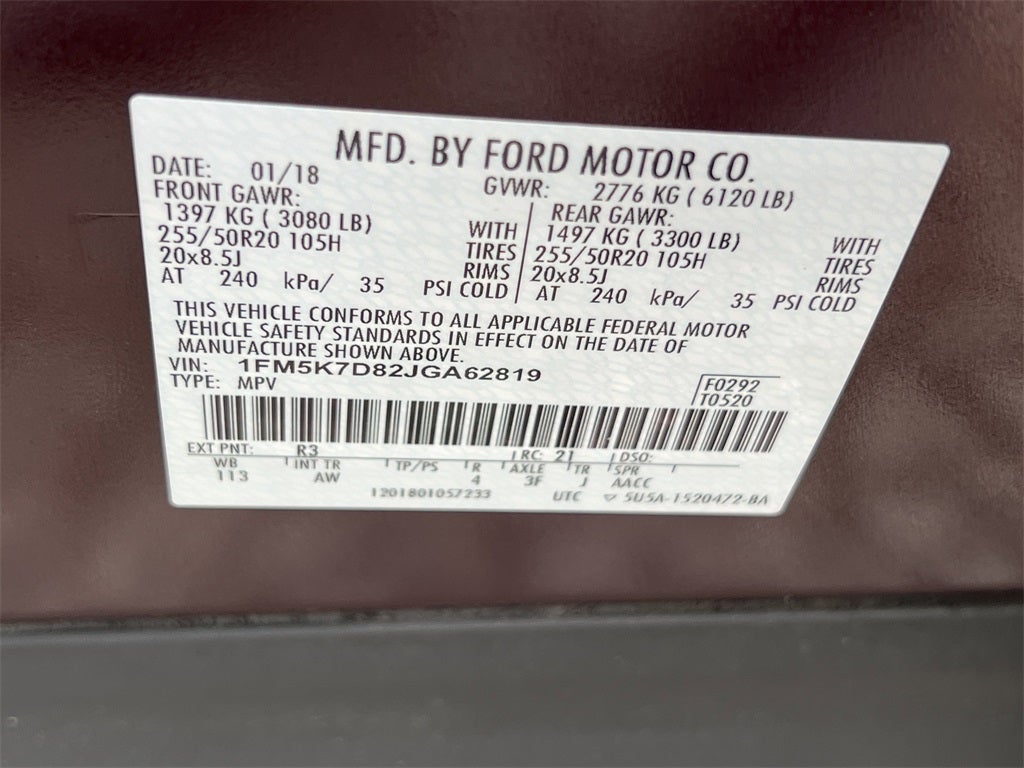 MFD. BY FORD MOTOR CO.
DATE: 01/18 GVWR: 2776 KG ( 6120 LB)
FRONT GAWR: REAR GAWR:
1397 KG ( 3080 LB) WITH 1497 KG ( 3300 LB) WITH
255/50R20 105H TIRES 255/50R20 105H TIRES
20x8.5J RIMS 20x8.5J RIMS
AT 240 kPa/ 35 PSI COLD AT 240 kPa/ 35 PSI COLD
THIS VEHICLE CONFORMS TO ALL APPLICABLE FEDERAL MOTOR
VEHICLE SAFETY STANDARDS IN EFFECT ON THE DATE OF
MANUFACTURE SHOWN ABOVE.
VIN: 1FM5K7D82JGA62819
TYPE: MPV
F0292
T0520
EXT PNT: R3 RC: 21 DSO:
WB INT TR TP/PS R AXLE TR SPR
113 AW 4 3F J AACC
1201801057233 UTC 5U5A-1520472-BA